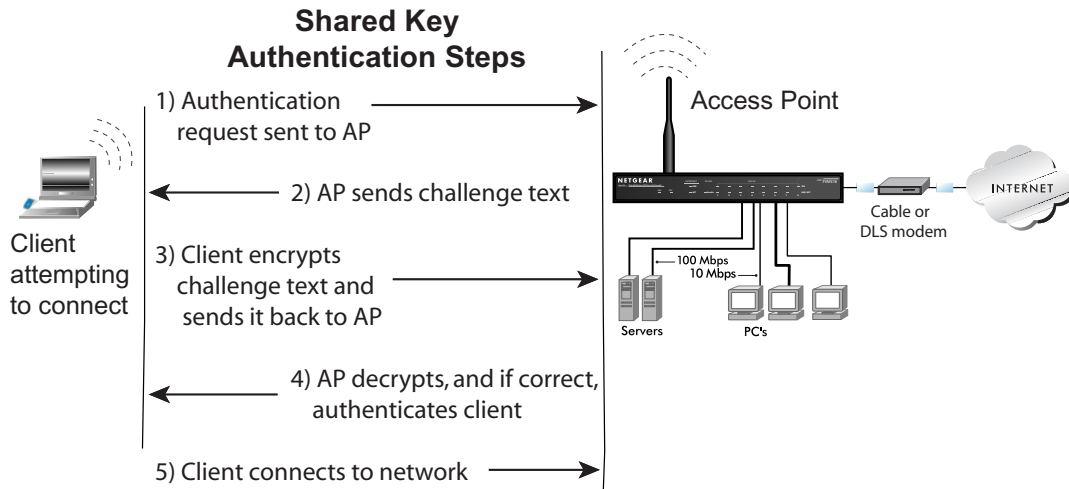 Shared Key
Authentication Steps
1) Authentication
request sent to AP
2) AP sends challenge text
3) Client encrypts
challenge text and
sends it back to AP
4) AP decrypts, and if correct,
authenticates client
5) Client connects to network
Client
attempting
to connect
Access Point
NETGEAR
INTERNET
Cable or
DLS modem
100 Mbps
10 Mbps
Servers
PC's